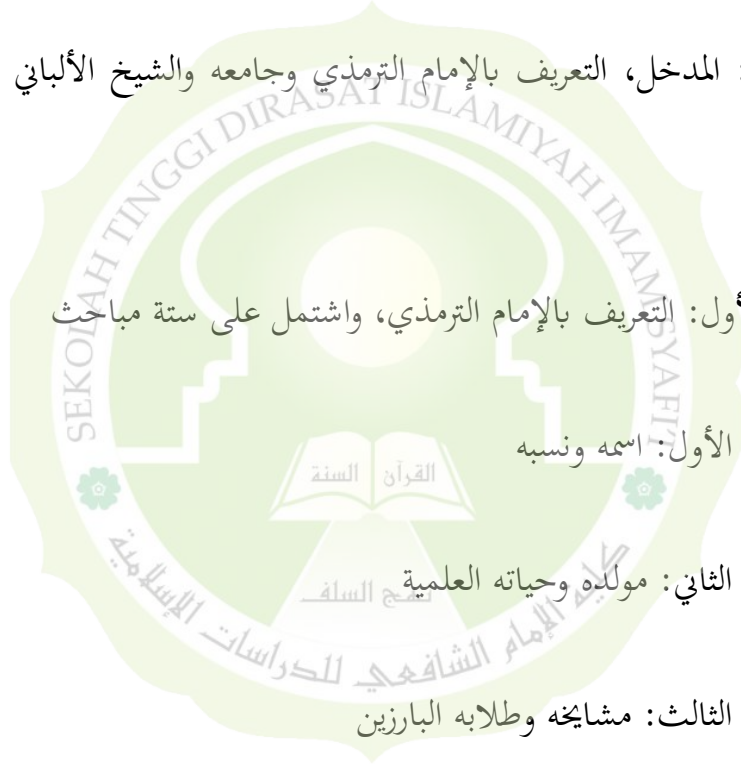 : المدخل، التعريف بالإمام الترمذي وجامعه والشيخ الألباني
SEKOLAH TINGGI DIRASAT ISLAMIYAH IMAM SYAFI'I
أول: التعريف بالإمام الترمذي، واشتمل على ستة مباحث
الأول: اسمه ونسبه
القرآن السنة
الثاني: مولده وحياته العلمية
السلف
كلية الإمام الشافعي للدراسات الإسلامية
الثالث: مشايخه وطلابه البارزين